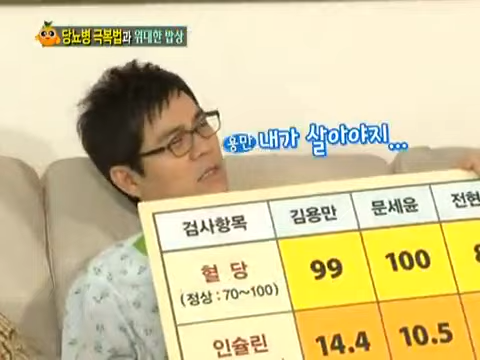 당뇨병 극복법과 위대한 밥상
용만 내가 살아야지...
검사항목 김용만 문세윤 전현
혈 당 99 100
(정상 : 70~100)
인슐린 14.4 10.5